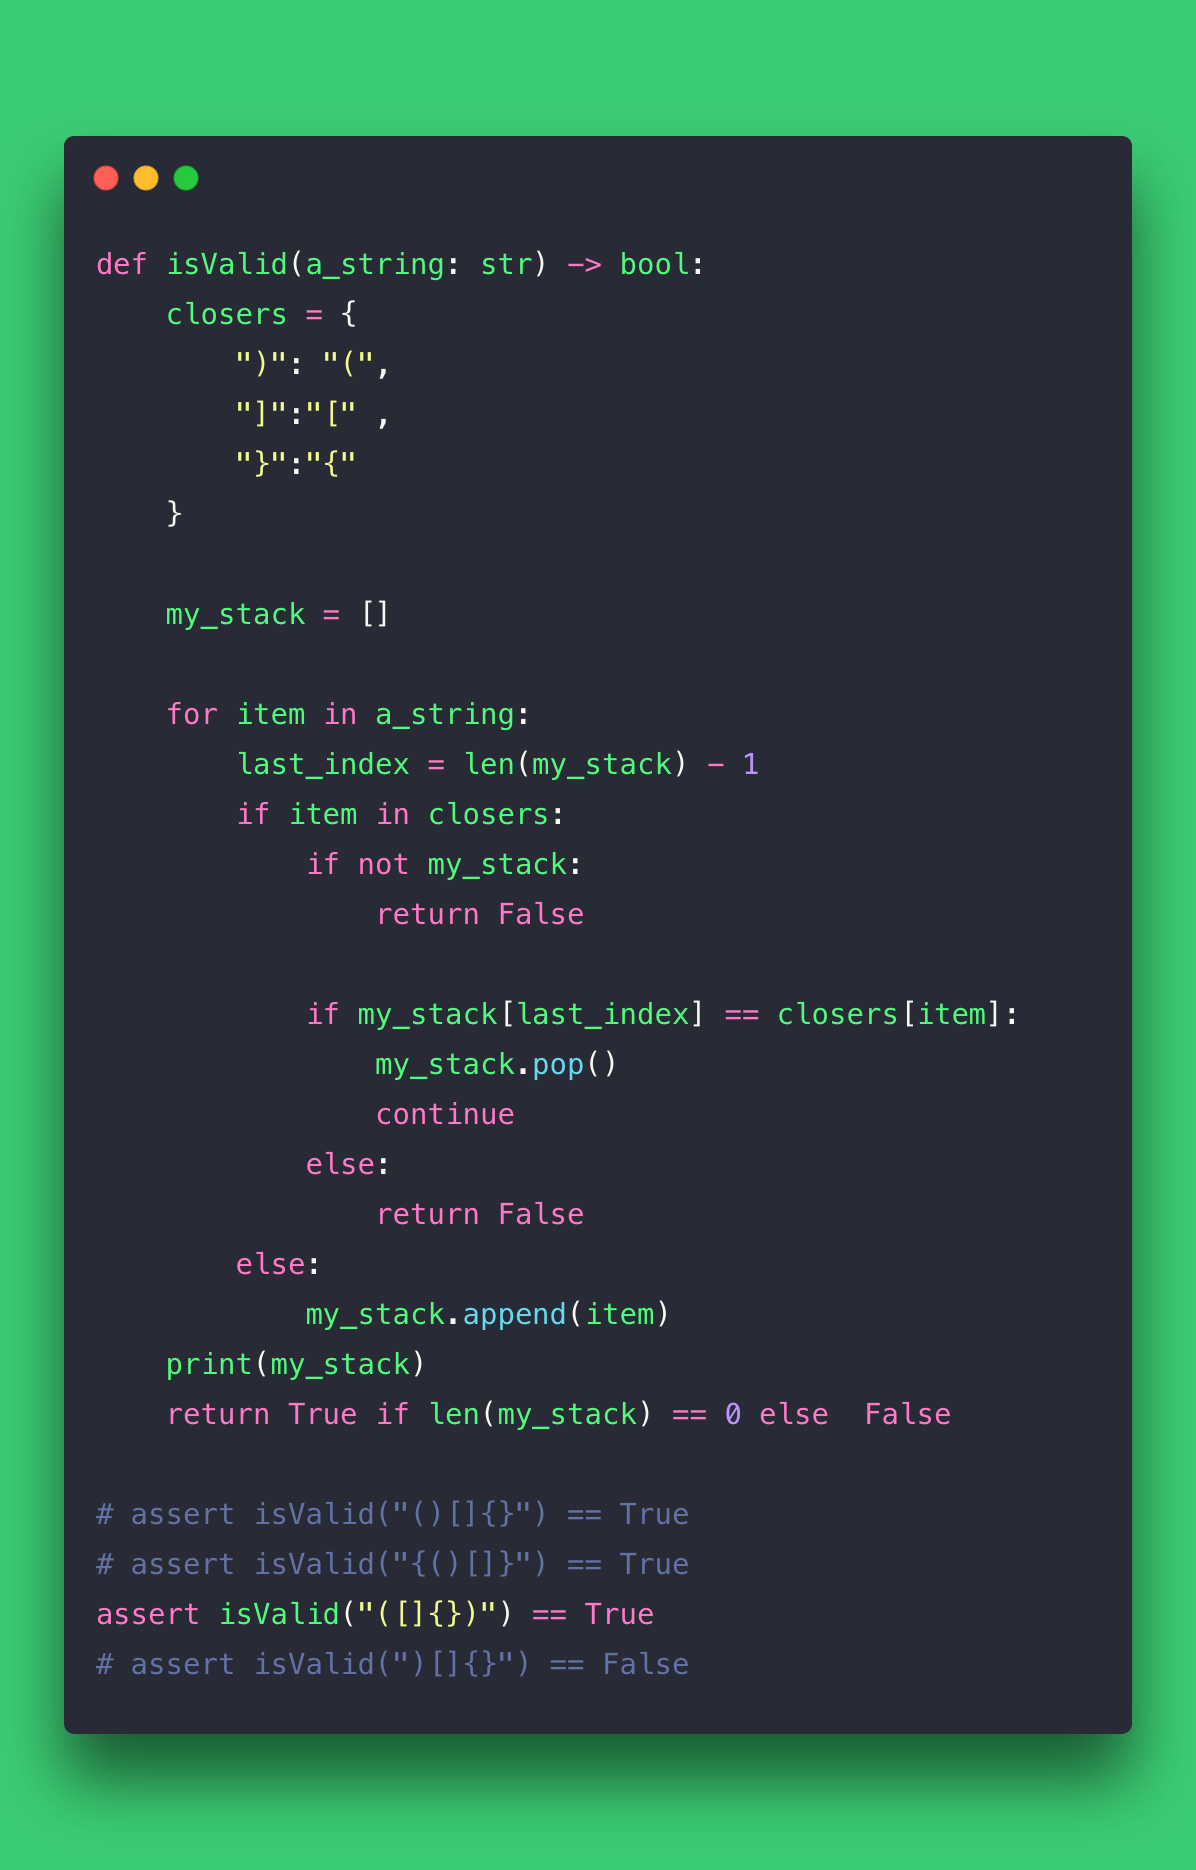 def isValid(a_string: str) -> bool:
    closers = {
        ")": "(",
        "]":"[" ,
        "}":"{"
    }

    my_stack = []

    for item in a_string:
        last_index = len(my_stack) - 1
        if item in closers:
            if not my_stack:
                return False

            if my_stack[last_index] == closers[item]:
                my_stack.pop()
                continue
            else:
                return False
        else:
            my_stack.append(item)
    print(my_stack)
    return True if len(my_stack) == 0 else  False

# assert isValid("()[]{}") == True
# assert isValid("{()[]}") == True
assert isValid("([]{})") == True
# assert isValid(")[]{}") == False